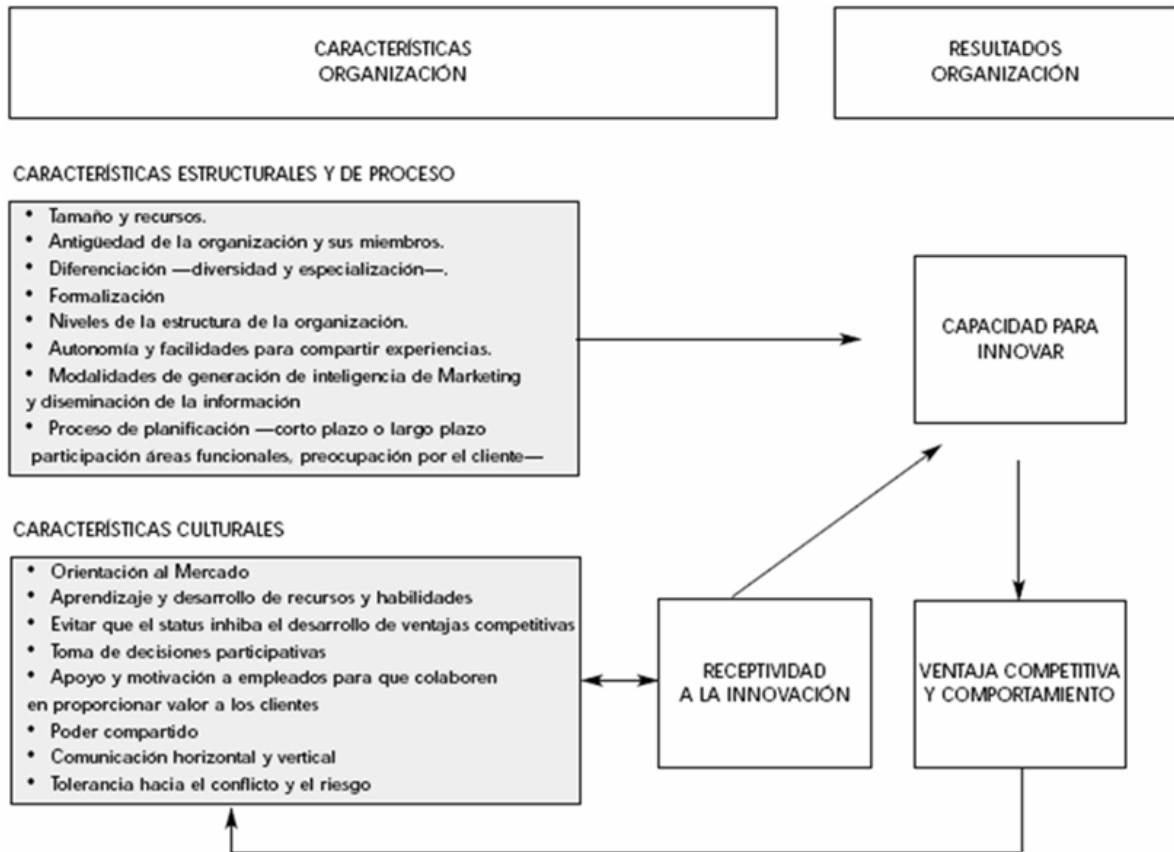 CARACTERÍSTICAS
ORGANIZACIÓN
RESULTADOS
ORGANIZACIÓN
CARACTERÍSTICAS ESTRUCTURALES Y DE PROCESO
• Tamaño y recursos.
• Antigüedad de la organización y sus miembros.
• Diferenciación —diversidad y especialización—.
• Formalización
• Niveles de la estructura de la organización.
• Autonomía y facilidades para compartir experiencias.
• Modalidades de generación de inteligencia de Marketing
y diseminación de la información
• Proceso de planificación —corto plazo o largo plazo
participación áreas funcionales, preocupación por el cliente—
CAPACIDAD PARA
INNOVAR
CARACTERÍSTICAS CULTURALES
• Orientación al Mercado
• Aprendizaje y desarrollo de recursos y habilidades
• Evitar que el status inhiba el desarrollo de ventajas competitivas
• Toma de decisiones participativas
• Apoyo y motivación a empleados para que colaboren
en proporcionar valor a los clientes
• Poder compartido
• Comunicación horizontal y vertical
• Tolerancia hacia el conflicto y el riesgo
RECEPTIVIDAD
A LA INNOVACIÓN
VENTAJA COMPETITIVA
Y COMPORTAMIENTO